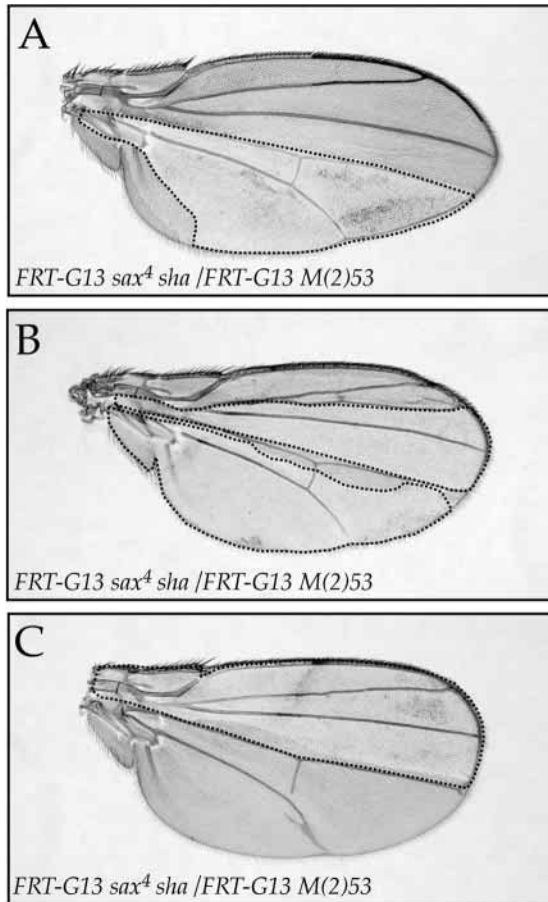 A
FRT-G13 sax⁴ sha /FRT-G13 M(2)53
B
FRT-G13 sax⁴ sha /FRT-G13 M(2)53
C
FRT-G13 sax⁴ sha /FRT-G13 M(2)53